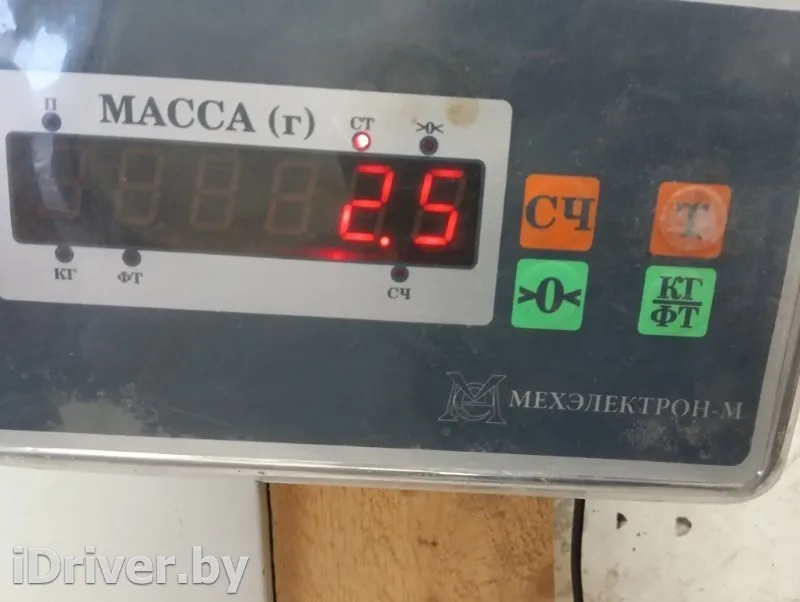 П
МАССА (г)
СТ
>0<
2.5
КГ
ФТ
СЧ
СЧ
Т
>0<
КГ
ФТ
МЕХЭЛЕКТРОН-М
iDriver.by